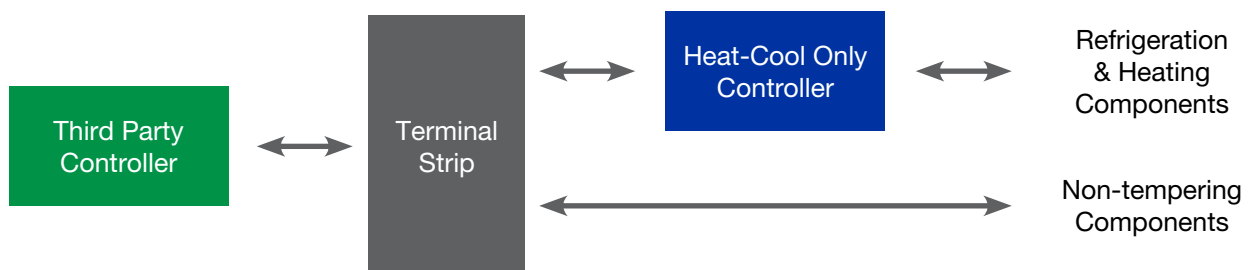 Third Party
Controller
Terminal
Strip
Heat-Cool Only
Controller
Refrigeration
& Heating
Components
Non-tempering
Components